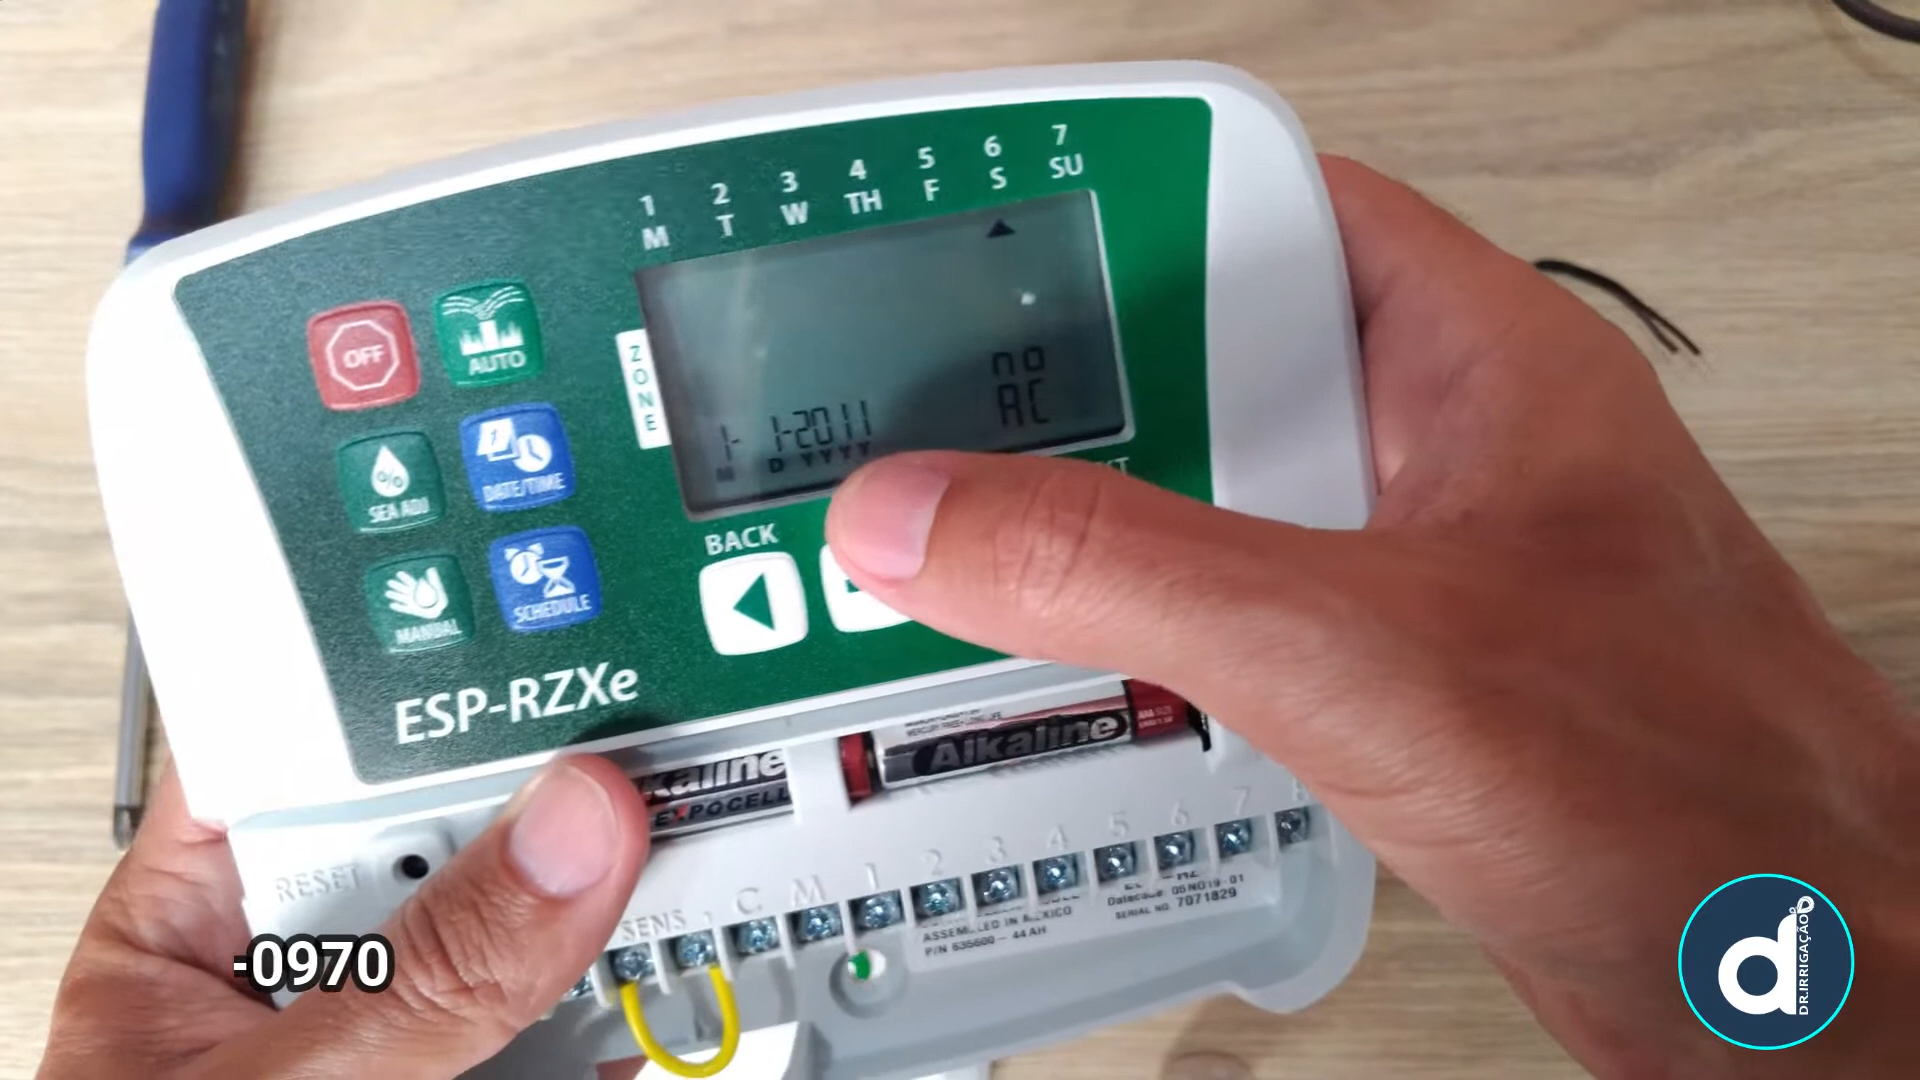 1 2 3 4 5 6 7
M T W TH F S SU
OFF
AUTO
ZONE
no
AC
1- 1-2011
M D YYYY
SEA ADJ
DATE/TIME
BACK
MANUAL
SCHEDULE
ESP-RZXe
Alkaline
EXPOCELL
RESET
SENS C M 1 2 3 4 5 6 7 8
ASSEMBLED IN MEXICO
SERIAL NO. 7071829
-0970
d
DR.IRRIGAÇÃO